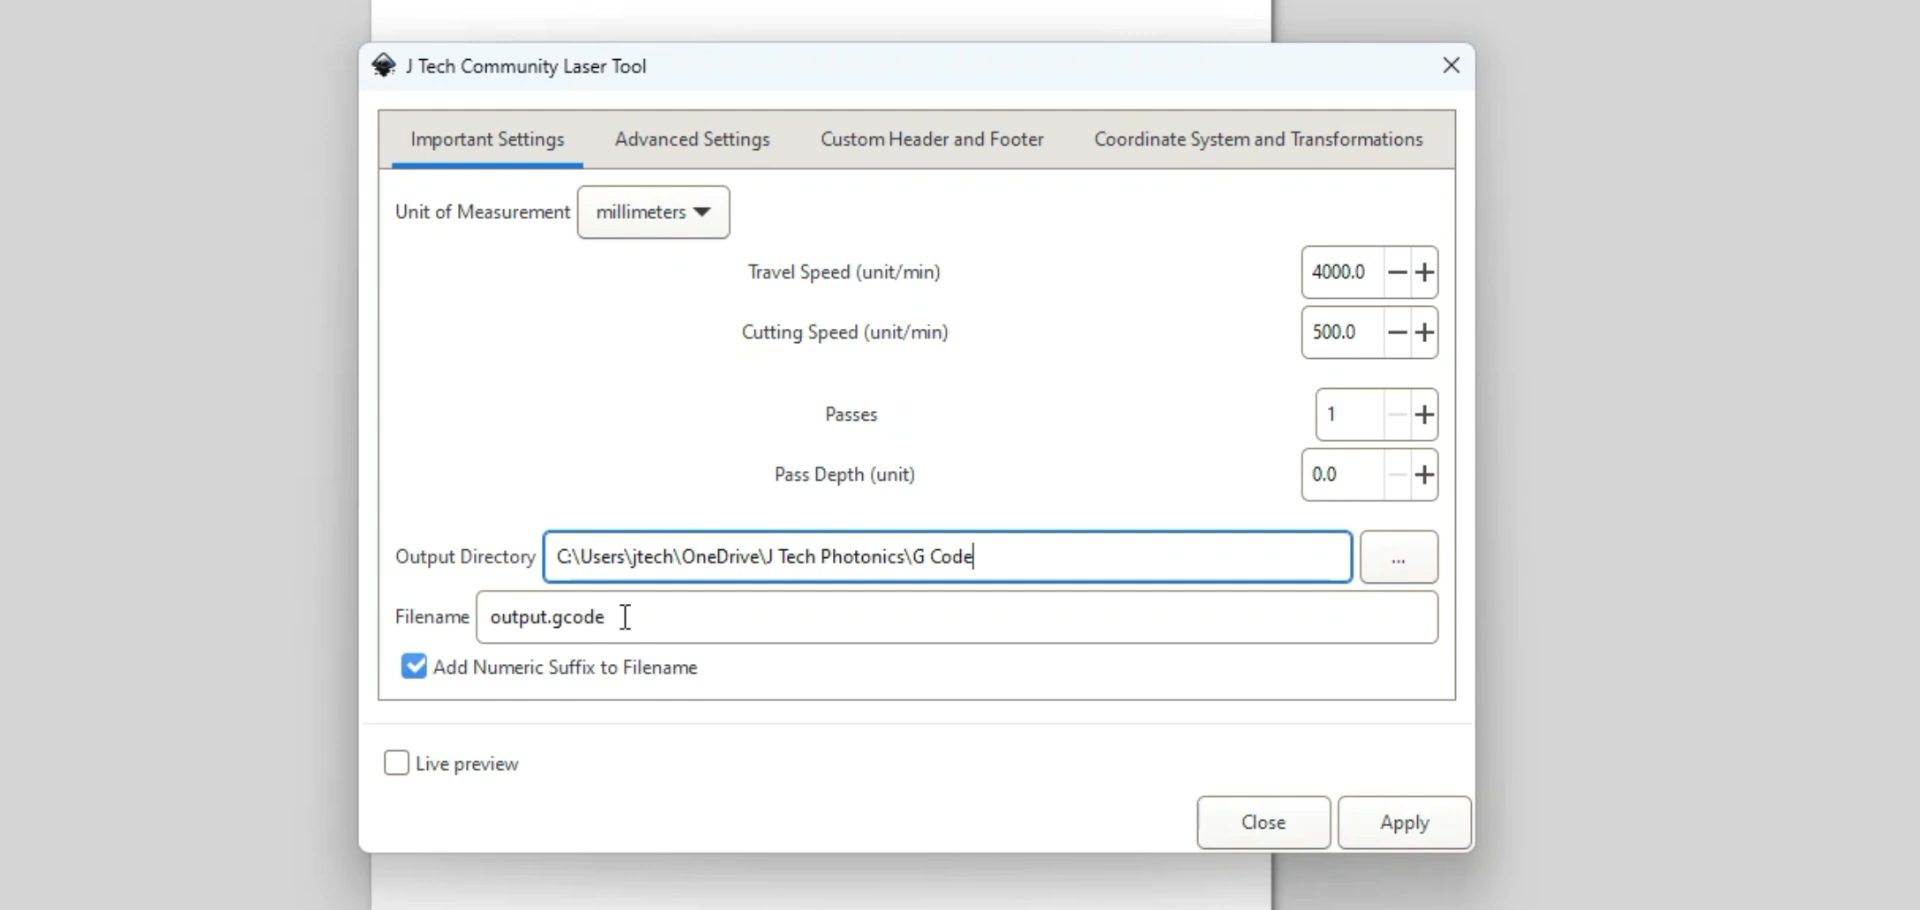 J Tech Community Laser Tool
Important Settings Advanced Settings Custom Header and Footer Coordinate System and Transformations
Unit of Measurement millimeters
Travel Speed (unit/min) 4000.0
Cutting Speed (unit/min) 500.0
Passes 1
Pass Depth (unit) 0.0
Output Directory C:\Users\jtech\OneDrive\J Tech Photonics\G Code ...
Filename output.gcode
Add Numeric Suffix to Filename
Live preview
Close Apply